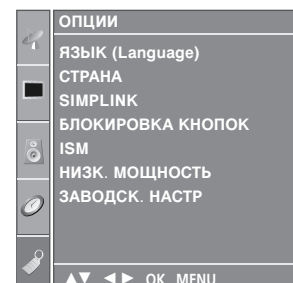 ОПЦИИ
ЯЗЫК (Language)
СТРАНА
SIMPLINK
БЛОКИРОВКА КНОПОК
ISM
НИЗК. МОЩНОСТЬ
ЗАВОДСК. НАСТР
▲▼ ◄► OK MENU